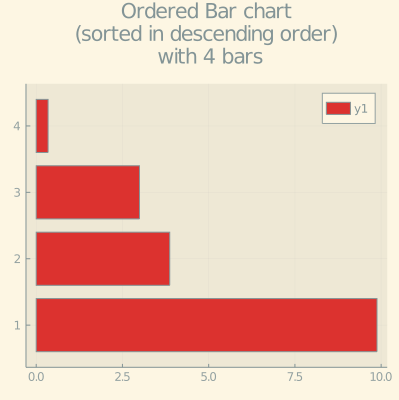 Ordered Bar chart
(sorted in descending order)
with 4 bars
y1
4
3
2
1
0.0 2.5 5.0 7.5 10.0